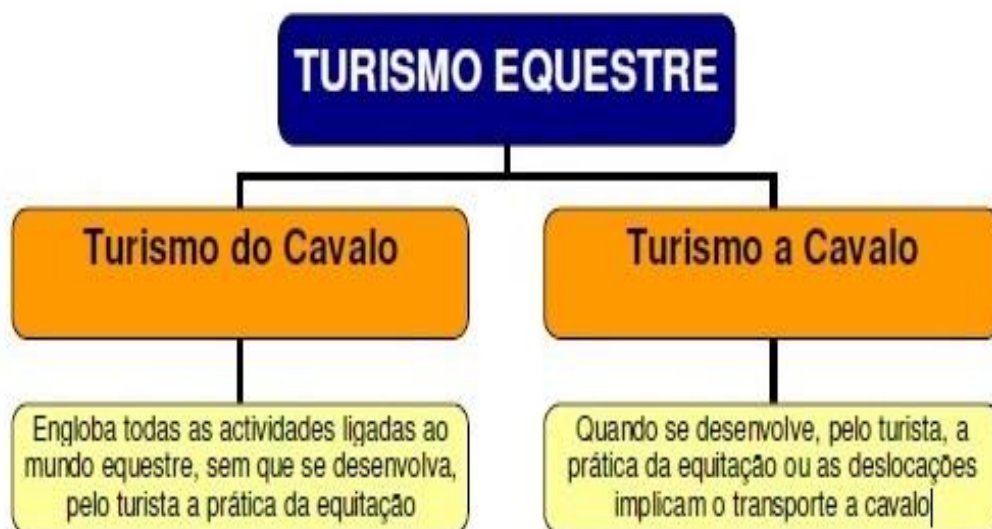 TURISMO EQUESTRE
Turismo do Cavalo
Turismo a Cavalo
Engloba todas as actividades ligadas ao
mundo equestre, sem que se desenvolva,
pelo turista a prática da equitação
Quando se desenvolve, pelo turista, a
prática da equitação ou as deslocações
implicam o transporte a cavalo